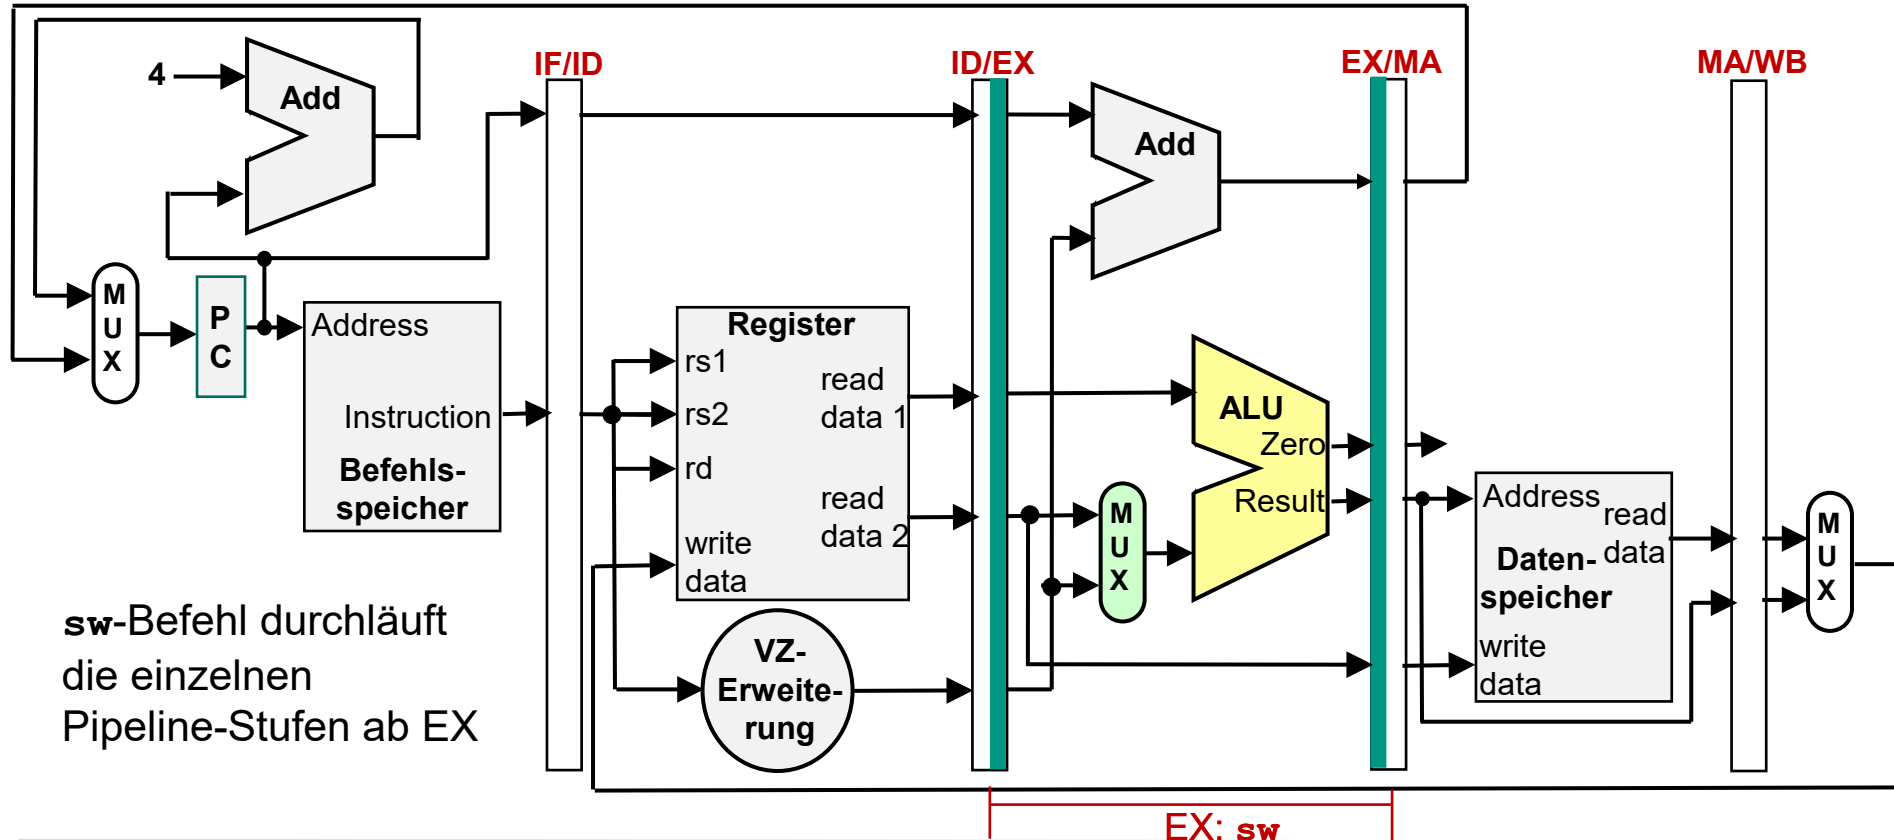 IF/ID
ID/EX
EX/MA
MA/WB
4
Add
Add
M
U
X
P
C
Address
Instruction
Befehls-
speicher
Register
rs1
rs2
rd
write
data
read
data 1
read
data 2
VZ-
Erweite-
rung
M
U
X
ALU
Zero
Result
Address
read
data
Daten-
speicher
write
data
M
U
X
sw-Befehl durchläuft
die einzelnen
Pipeline-Stufen ab EX
EX: sw